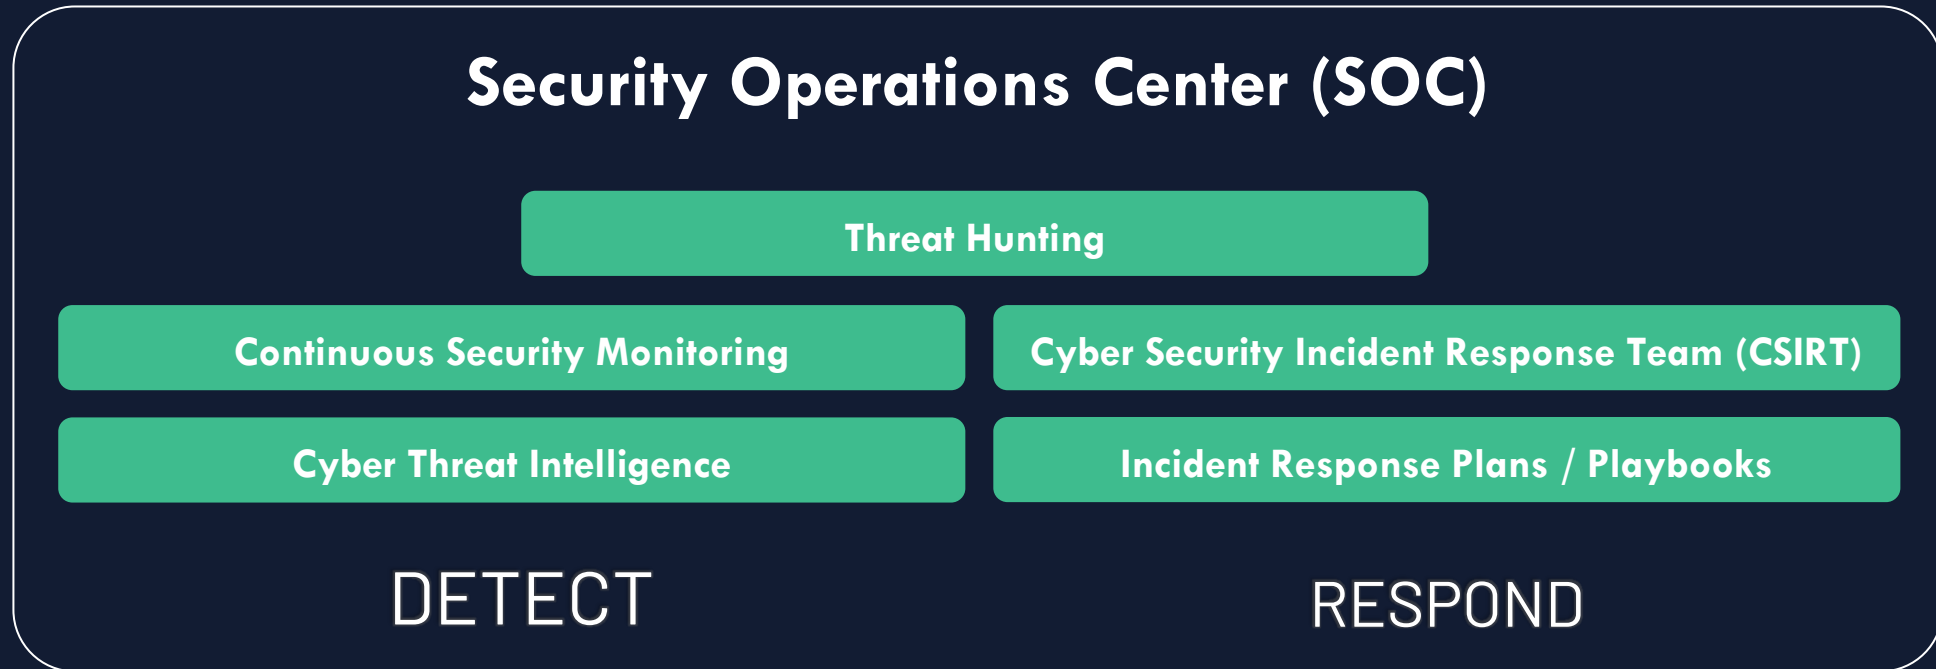 Security Operations Center (SOC)
Threat Hunting
Continuous Security Monitoring
Cyber Security Incident Response Team (CSIRT)
Cyber Threat Intelligence
Incident Response Plans / Playbooks
DETECT
RESPOND